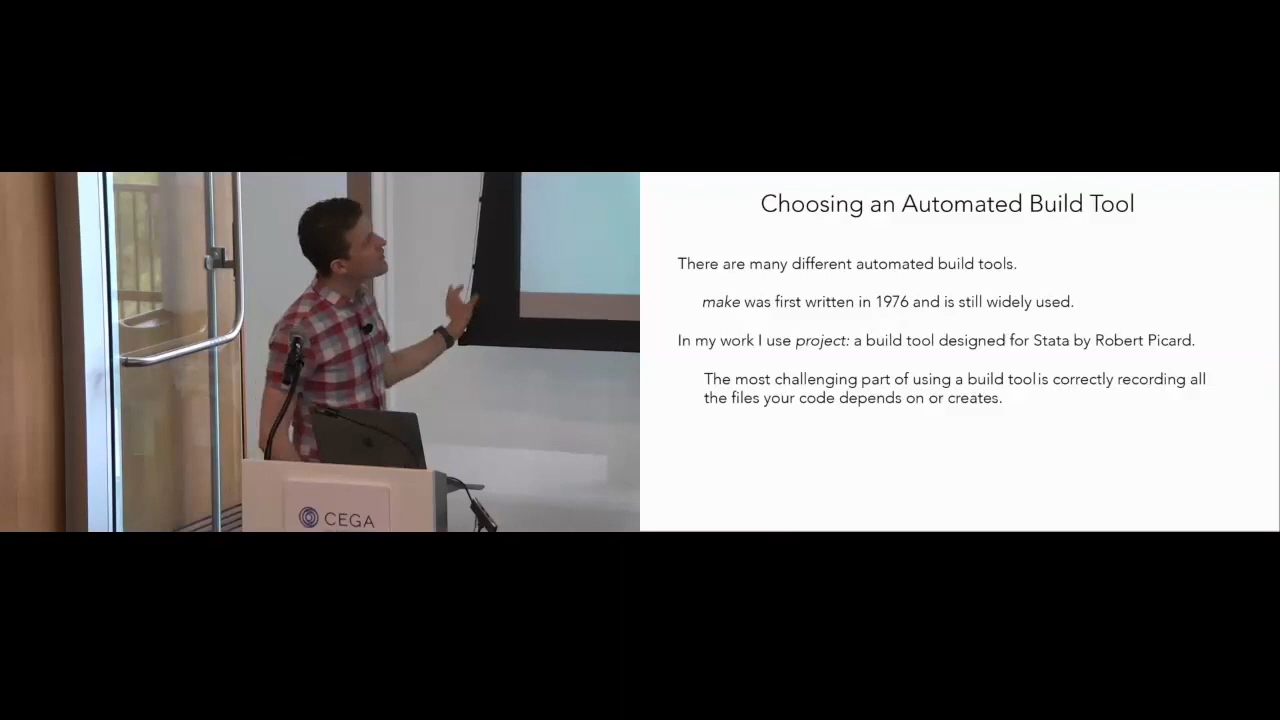 Choosing an Automated Build Tool
There are many different automated build tools.
make was first written in 1976 and is still widely used.
In my work I use project: a build tool designed for Stata by Robert Picard.
The most challenging part of using a build tool is correctly recording all
the files your code depends on or creates.
CEGA